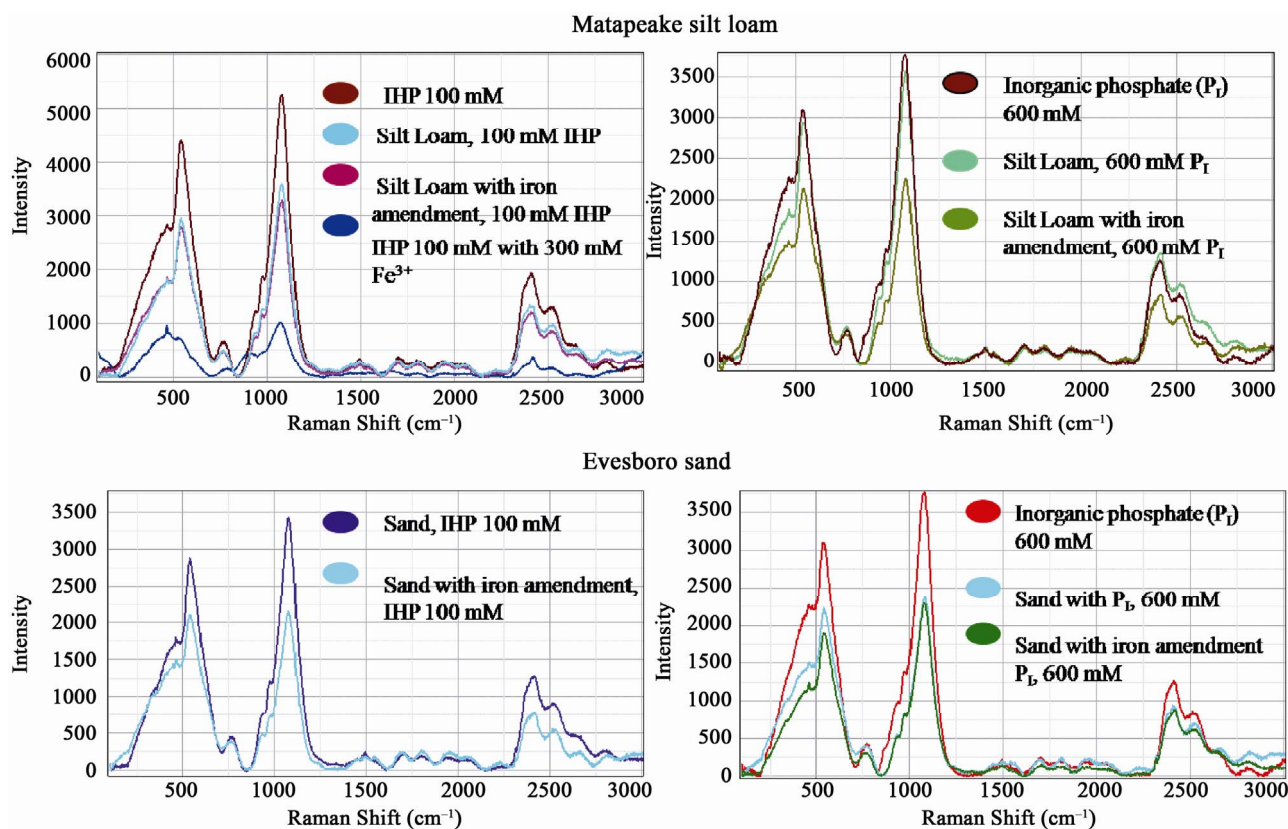 Matapeake silt loam
6000
5000
4000
3000
2000
1000
0
Intensity
500 1000 1500 2000 2500 3000
Raman Shift (cm⁻¹)
IHP 100 mM
Silt Loam, 100 mM IHP
Silt Loam with iron
amendment, 100 mM IHP
IHP 100 mM with 300 mM
Fe³⁺
3500
3000
2500
2000
1500
1000
500
0
Intensity
500 1000 1500 2000 2500 3000
Raman Shift (cm⁻¹)
Inorganic phosphate (P_I)
600 mM
Silt Loam, 600 mM P_I
Silt Loam with iron
amendment, 600 mM P_I
Evesboro sand
3500
3000
2500
2000
1500
1000
500
0
Intensity
500 1000 1500 2000 2500 3000
Raman Shift (cm⁻¹)
Sand, IHP 100 mM
Sand with iron amendment,
IHP 100 mM
3500
3000
2500
2000
1500
1000
500
0
Intensity
500 1000 1500 2000 2500 3000
Raman Shift (cm⁻¹)
Inorganic phosphate (P_I)
600 mM
Sand with P_I, 600 mM
Sand with iron amendment
P_I, 600 mM